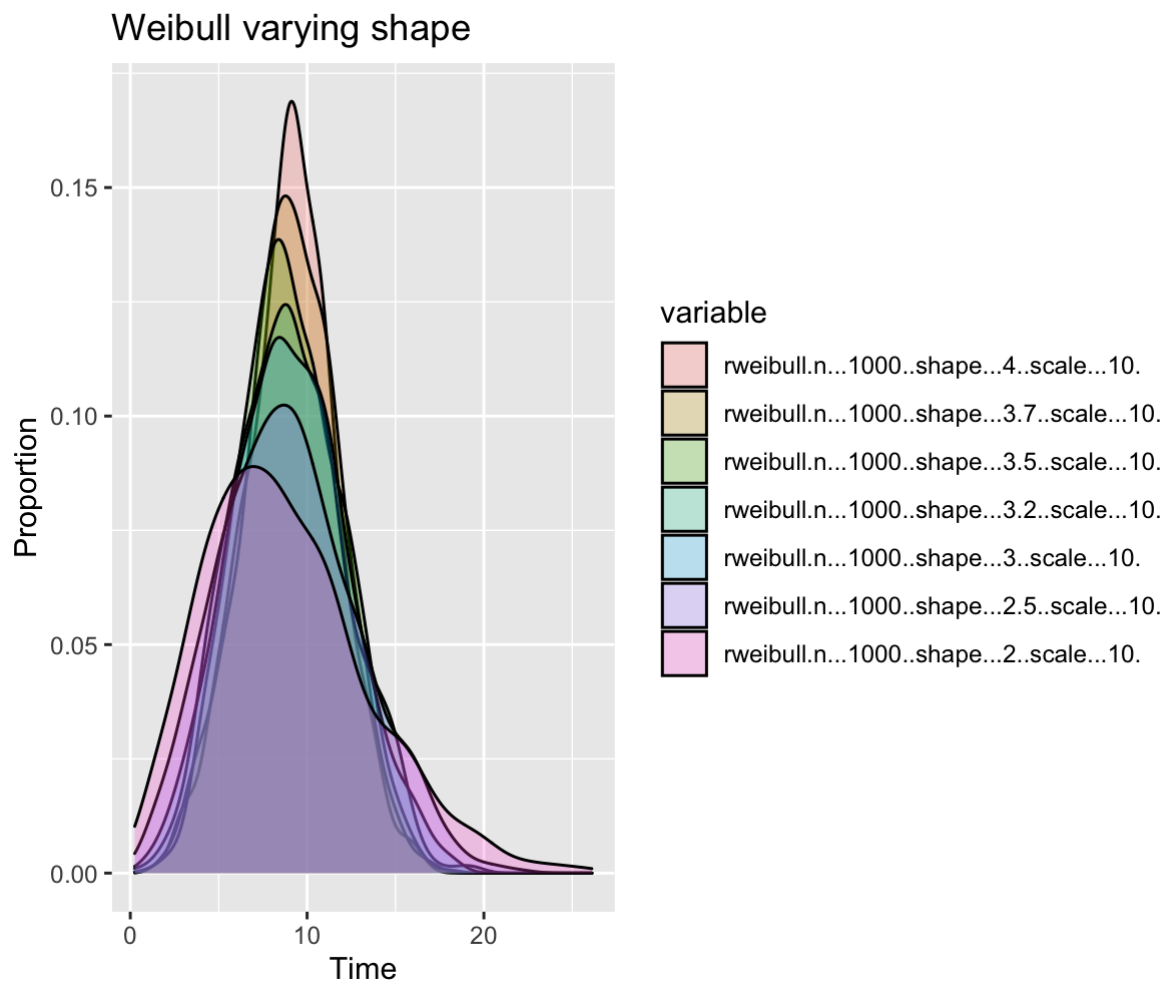 Weibull varying shape
Proportion
0.15
0.10
0.05
0.00
0
10
20
Time
variable
rweibull.n...1000..shape...4..scale...10.
rweibull.n...1000..shape...3.7..scale...10.
rweibull.n...1000..shape...3.5..scale...10.
rweibull.n...1000..shape...3.2..scale...10.
rweibull.n...1000..shape...3..scale...10.
rweibull.n...1000..shape...2.5..scale...10.
rweibull.n...1000..shape...2..scale...10.